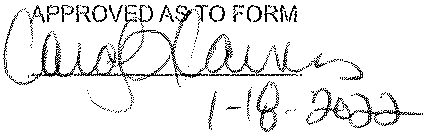 APPROVED AS TO FORM
1-18-2022